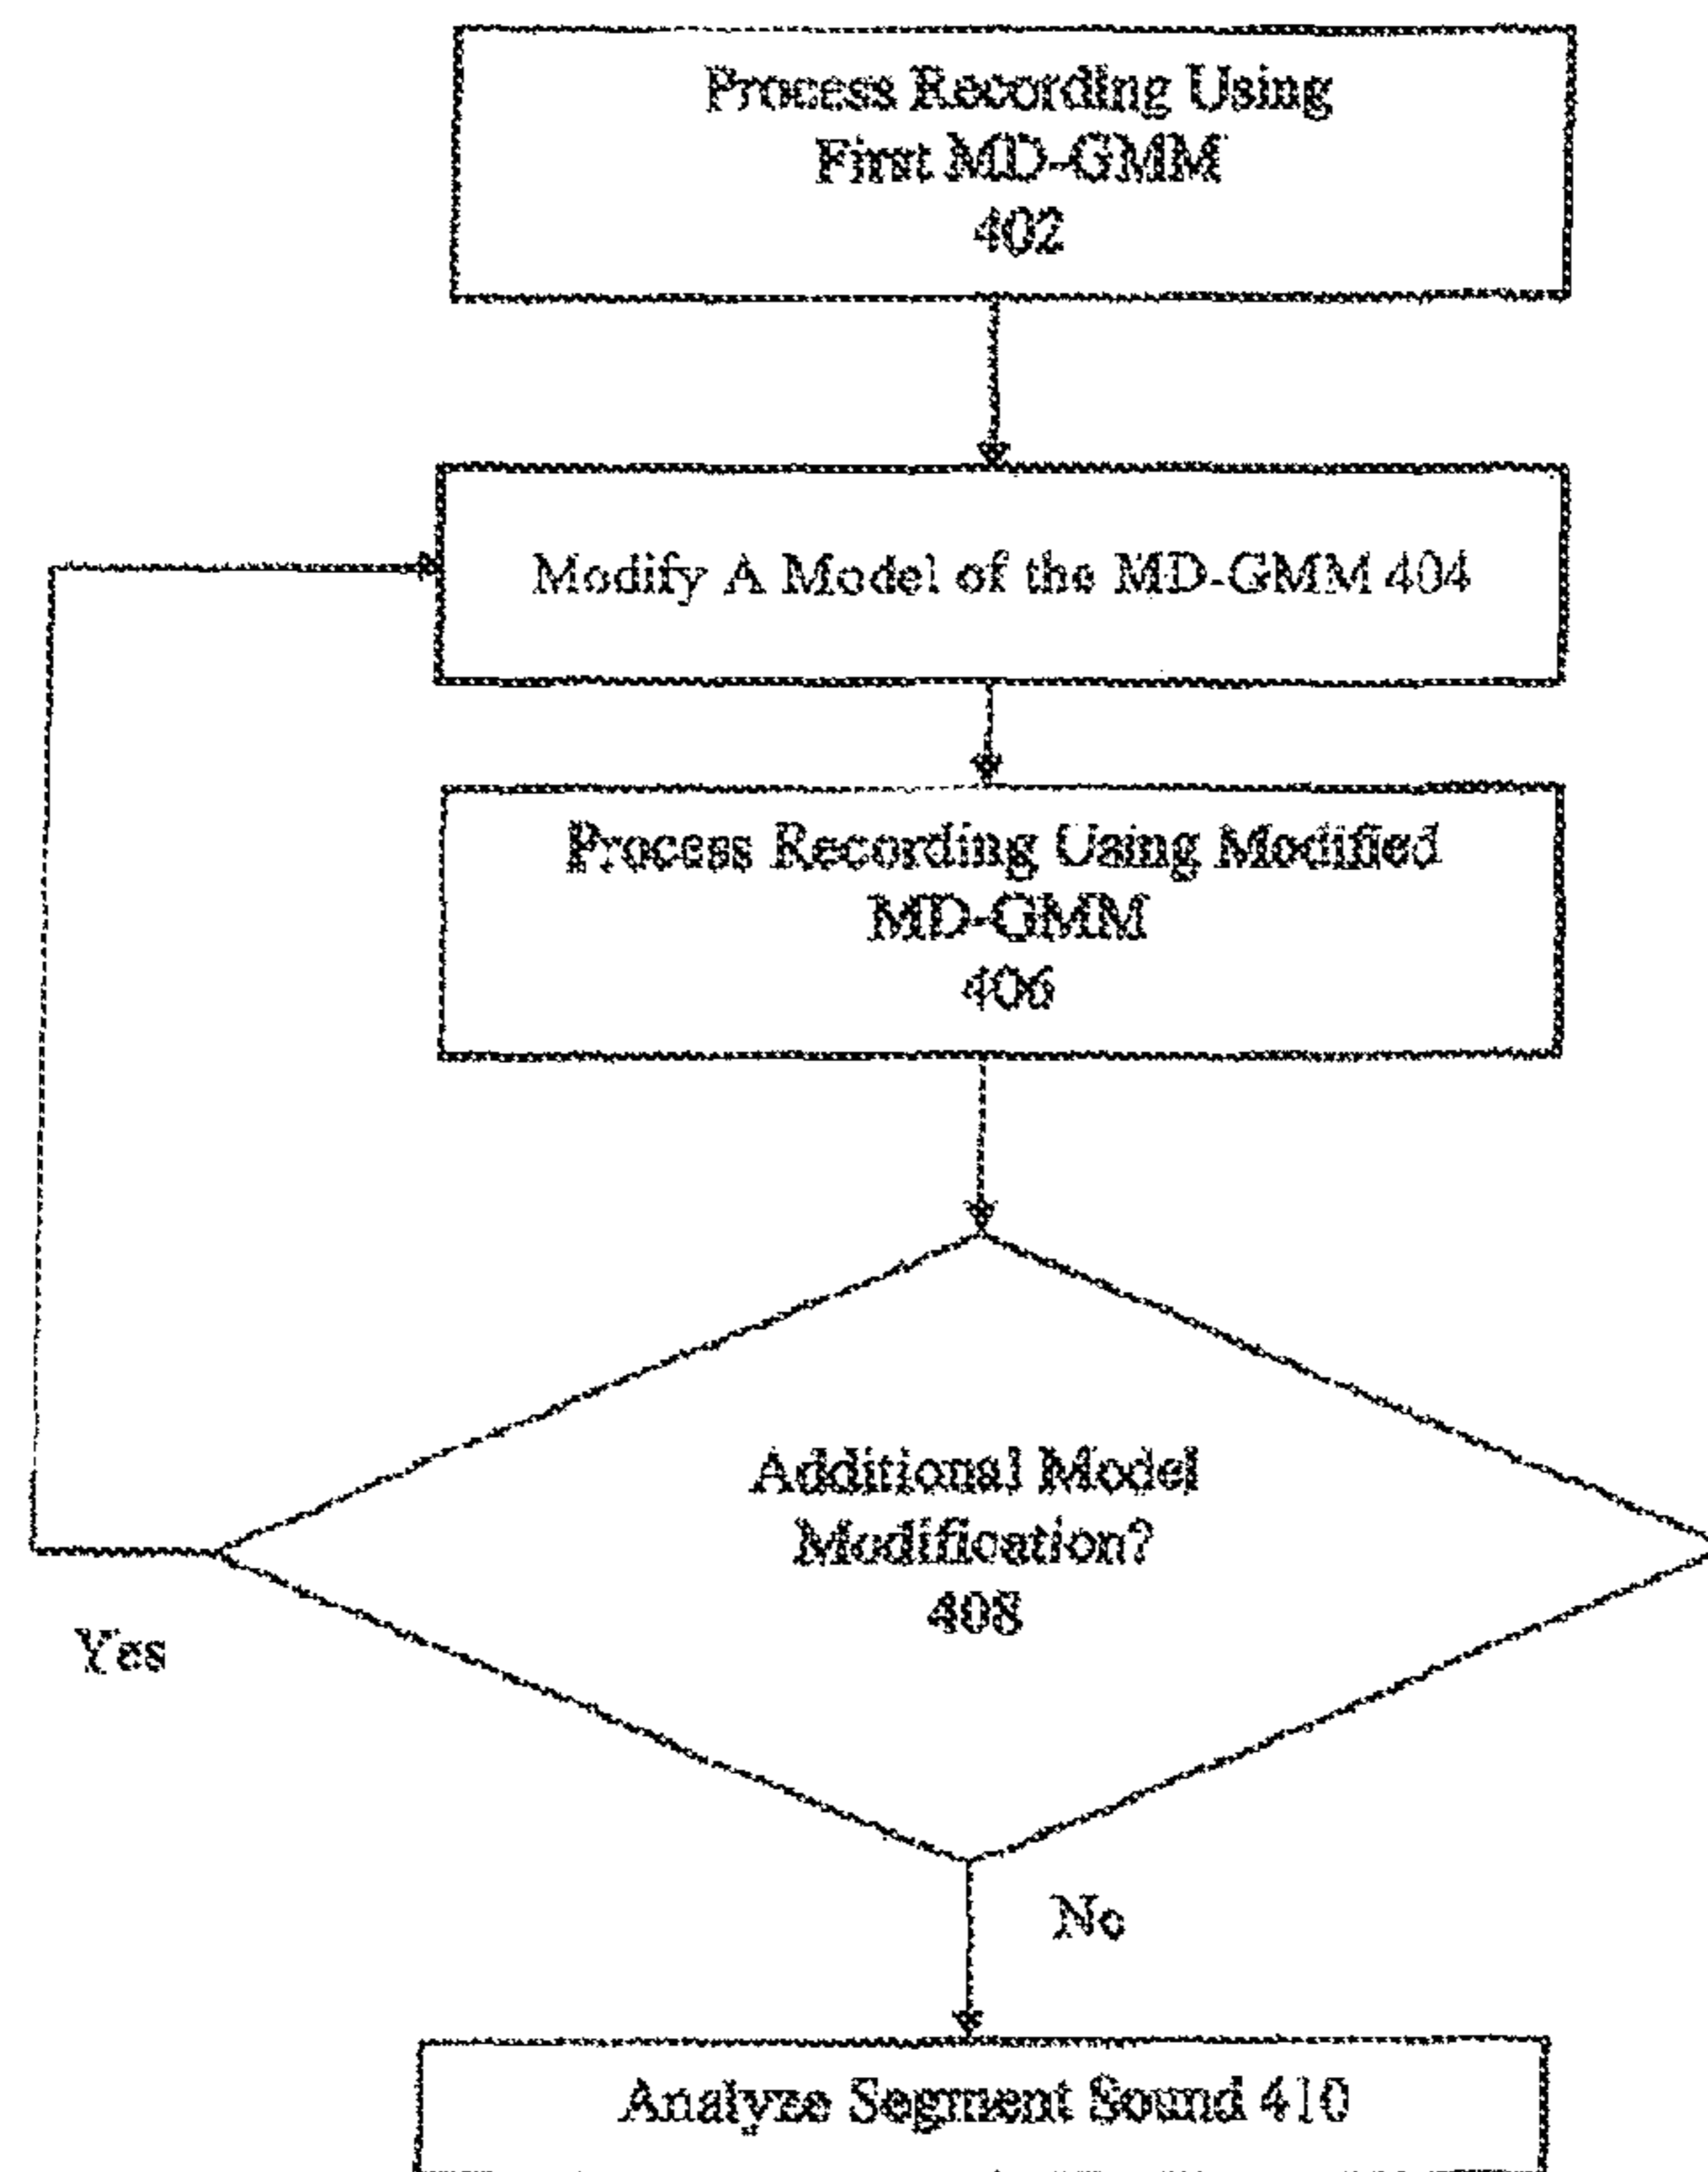 Process Recording Using
First MD-GMM
402
Modify A Model of the MD-GMM 404
Process Recording Using Modified
MD-GMM
406
Additional Model
Modification?
408
Yes
No
Analyze Segment Sound 410